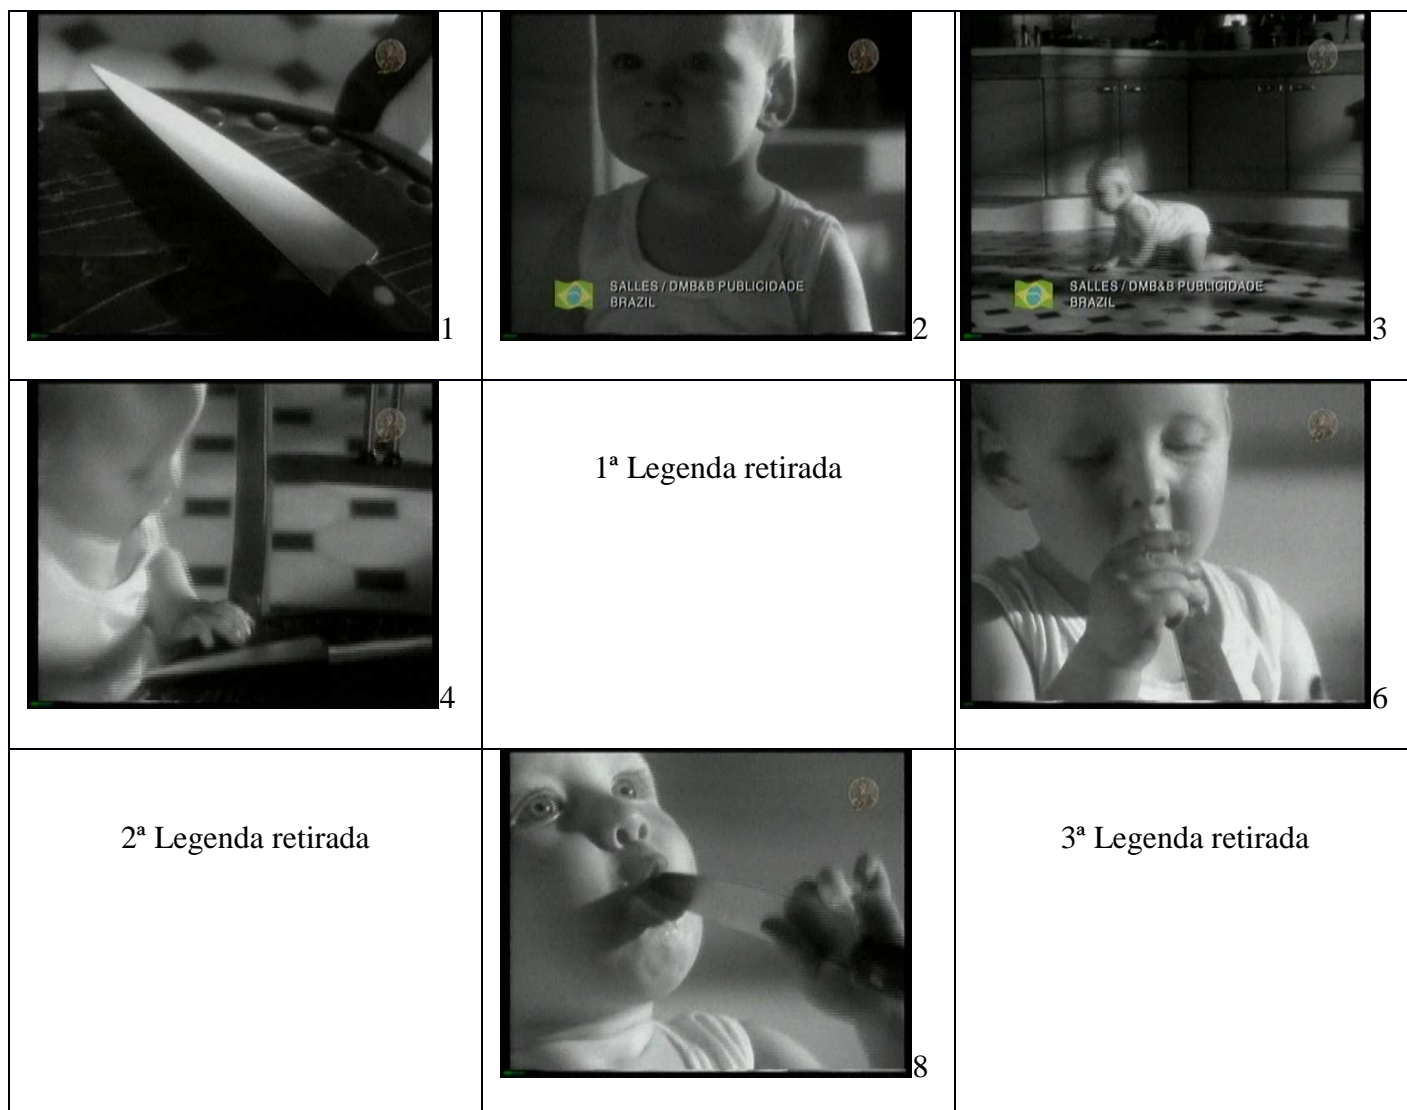 1
SALLES / DMB&B PUBLICIDADE
BRAZIL
2
SALLES / DMB&B PUBLICIDADE
BRAZIL
3
4
1ª Legenda retirada
6
2ª Legenda retirada
8
3ª Legenda retirada